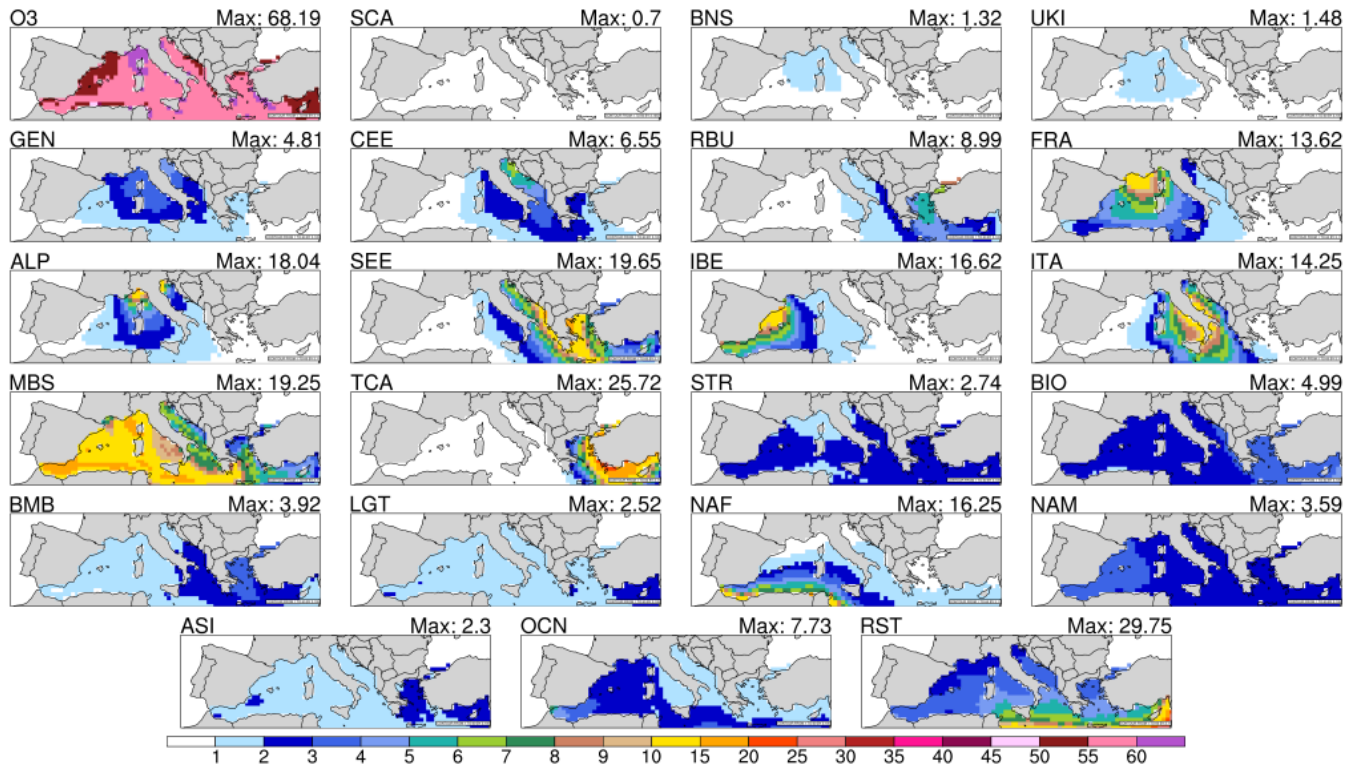 O3 Max: 68.19 SCA Max: 0.7 BNS Max: 1.32 UKI Max: 1.48
GEN Max: 4.81 CEE Max: 6.55 RBU Max: 8.99 FRA Max: 13.62
ALP Max: 18.04 SEE Max: 19.65 IBE Max: 16.62 ITA Max: 14.25
MBS Max: 19.25 TCA Max: 25.72 STR Max: 2.74 BIO Max: 4.99
BMB Max: 3.92 LGT Max: 2.52 NAF Max: 16.25 NAM Max: 3.59
ASI Max: 2.3 OCN Max: 7.73 RST Max: 29.75
1 2 3 4 5 6 7 8 9 10 15 20 25 30 35 40 45 50 55 60